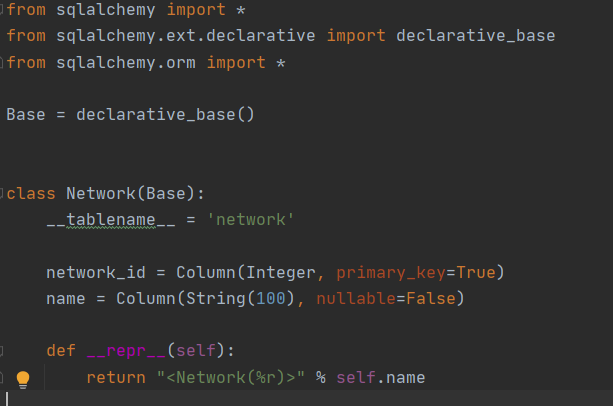 from sqlalchemy import *
from sqlalchemy.ext.declarative import declarative_base
from sqlalchemy.orm import *
Base = declarative_base()
class Network(Base):
__tablename__ = 'network'
network_id = Column(Integer, primary_key=True)
name = Column(String(100), nullable=False)
def __repr__(self):
return "<Network(%r)>" % self.name